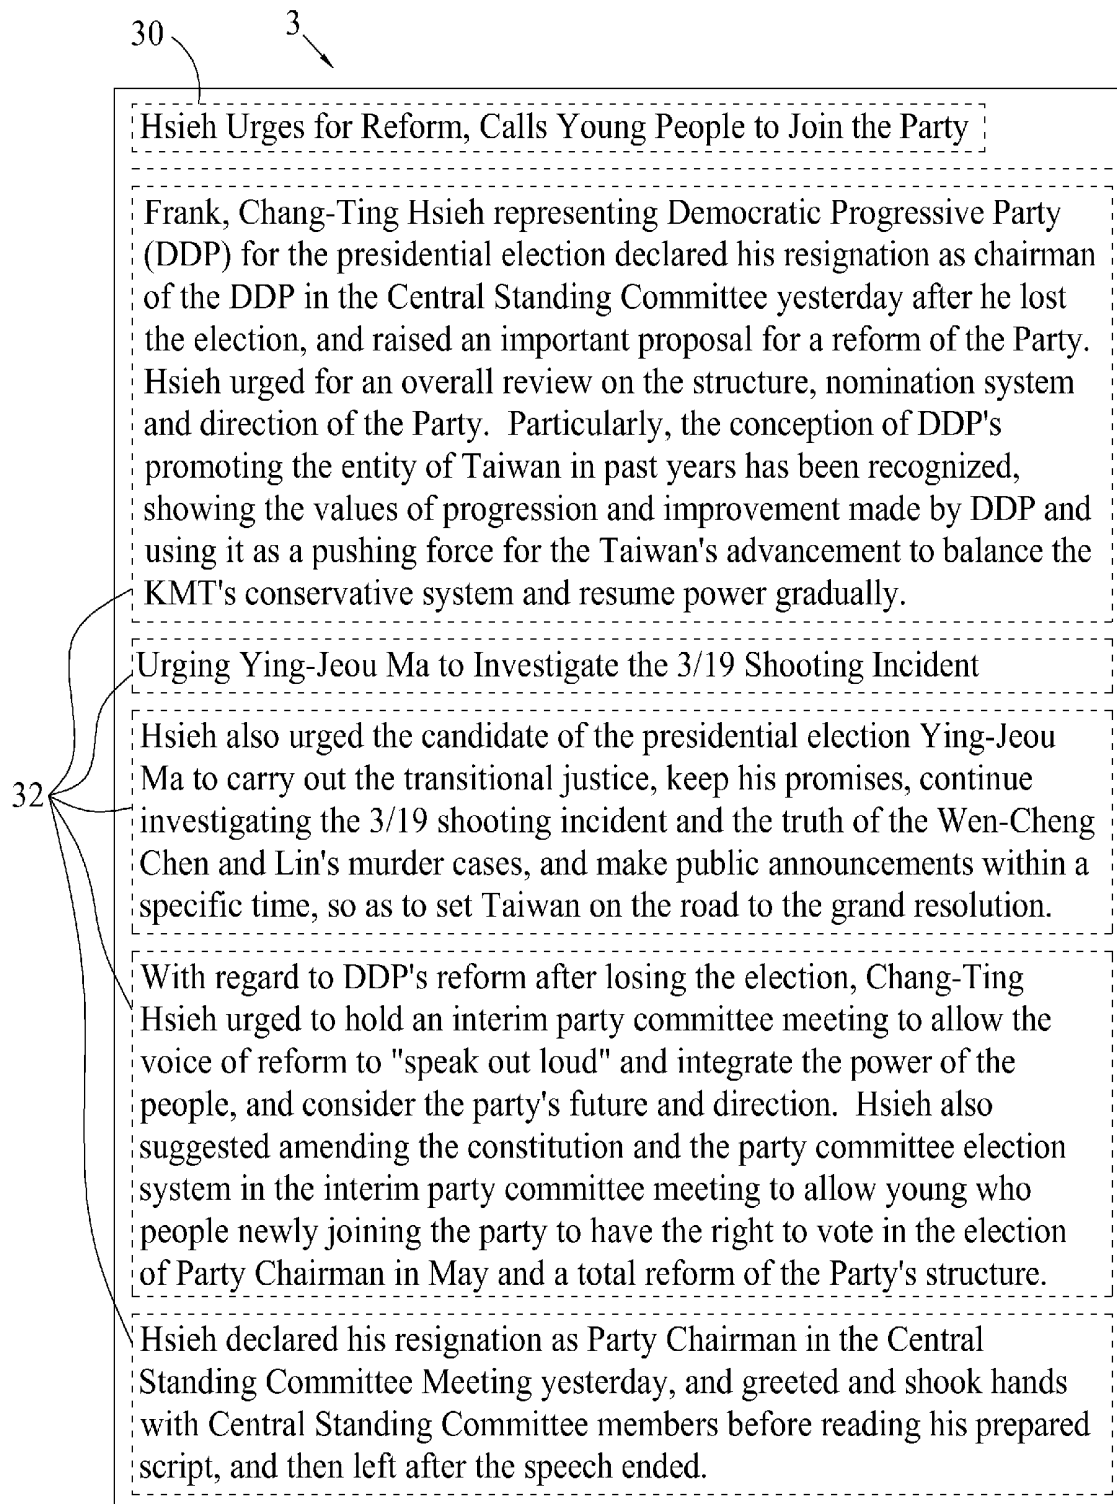 30
3
Hsieh Urges for Reform, Calls Young People to Join the Party
Frank, Chang-Ting Hsieh representing Democratic Progressive Party
(DDP) for the presidential election declared his resignation as chairman
of the DDP in the Central Standing Committee yesterday after he lost
the election, and raised an important proposal for a reform of the Party.
Hsieh urged for an overall review on the structure, nomination system
and direction of the Party.  Particularly, the conception of DDP's
promoting the entity of Taiwan in past years has been recognized,
showing the values of progression and improvement made by DDP and
using it as a pushing force for the Taiwan's advancement to balance the
KMT's conservative system and resume power gradually.
Urging Ying-Jeou Ma to Investigate the 3/19 Shooting Incident
Hsieh also urged the candidate of the presidential election Ying-Jeou
Ma to carry out the transitional justice, keep his promises, continue
32
investigating the 3/19 shooting incident and the truth of the Wen-Cheng
Chen and Lin's murder cases, and make public announcements within a
specific time, so as to set Taiwan on the road to the grand resolution.
With regard to DDP's reform after losing the election, Chang-Ting
Hsieh urged to hold an interim party committee meeting to allow the
voice of reform to "speak out loud" and integrate the power of the
people, and consider the party's future and direction.  Hsieh also
suggested amending the constitution and the party committee election
system in the interim party committee meeting to allow young who
people newly joining the party to have the right to vote in the election
of Party Chairman in May and a total reform of the Party's structure.
Hsieh declared his resignation as Party Chairman in the Central
Standing Committee Meeting yesterday, and greeted and shook hands
with Central Standing Committee members before reading his prepared
script, and then left after the speech ended.